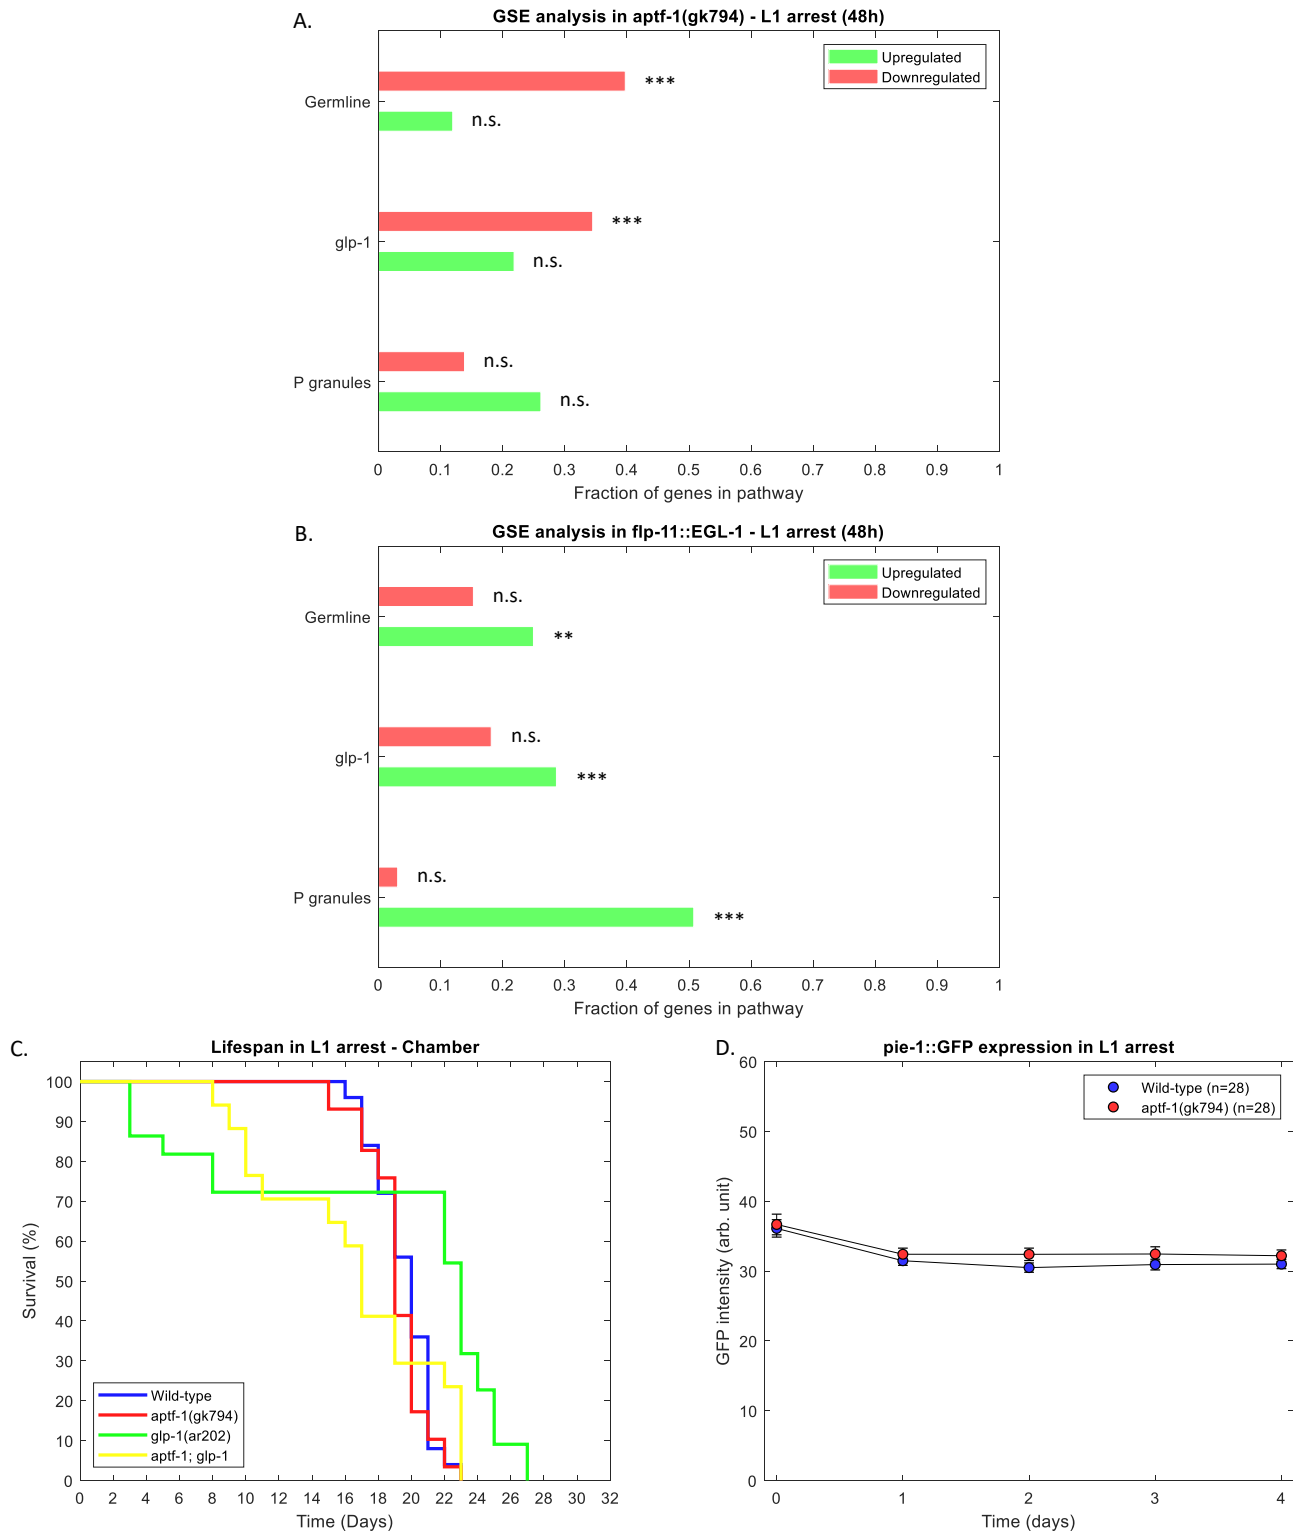 A.
GSE analysis in aptf-1(gk794) - L1 arrest (48h)
Upregulated
Downregulated
Germline
***
n.s.
glp-1
***
n.s.
P granules
n.s.
n.s.
0 0.1 0.2 0.3 0.4 0.5 0.6 0.7 0.8 0.9 1
Fraction of genes in pathway
B.
GSE analysis in flp-11::EGL-1 - L1 arrest (48h)
Upregulated
Downregulated
Germline
n.s.
**
glp-1
n.s.
***
P granules
n.s.
***
0 0.1 0.2 0.3 0.4 0.5 0.6 0.7 0.8 0.9 1
Fraction of genes in pathway
C.
Lifespan in L1 arrest - Chamber
Survival (%)
100
90
80
70
60
50
40
30
20
10
0
Wild-type
aptf-1(gk794)
glp-1(ar202)
aptf-1; glp-1
0 2 4 6 8 10 12 14 16 18 20 22 24 26 28 30 32
Time (Days)
D.
pie-1::GFP expression in L1 arrest
GFP intensity (arb. unit)
60
50
40
30
20
10
0
Wild-type (n=28)
aptf-1(gk794) (n=28)
0 1 2 3 4
Time (days)